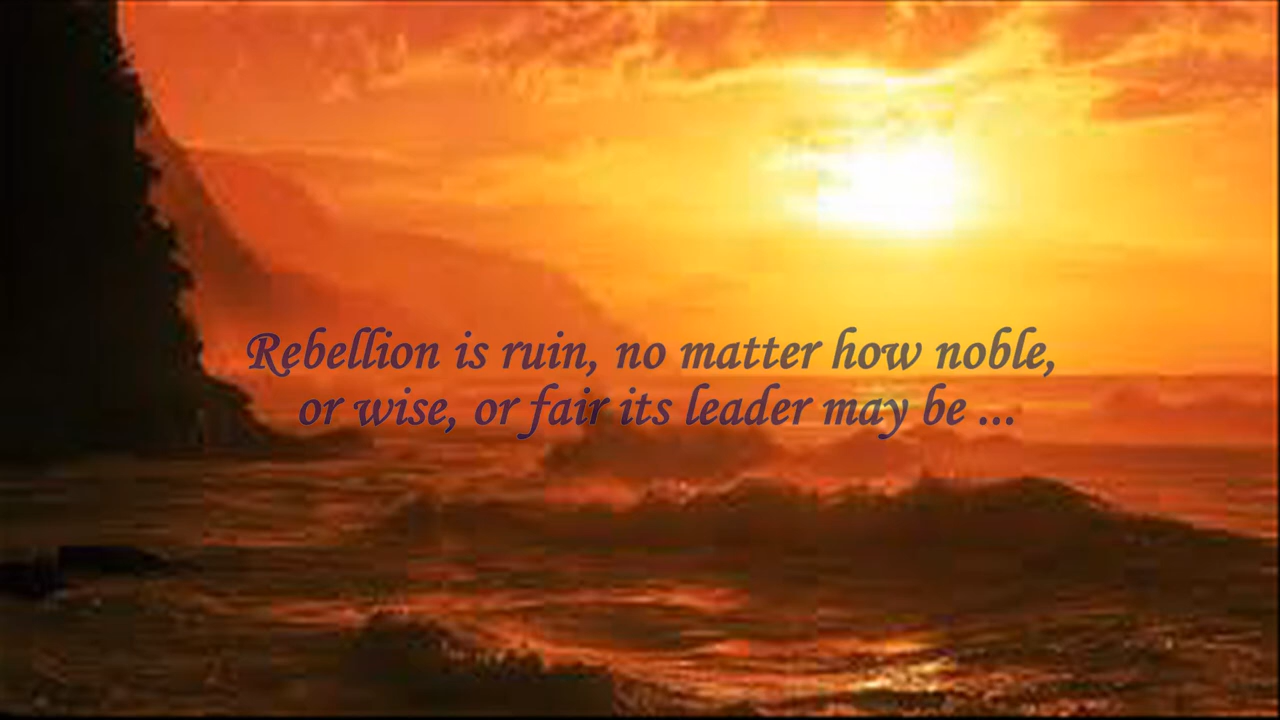 Rebellion is ruin, no matter how noble,
or wise, or fair its leader may be ...